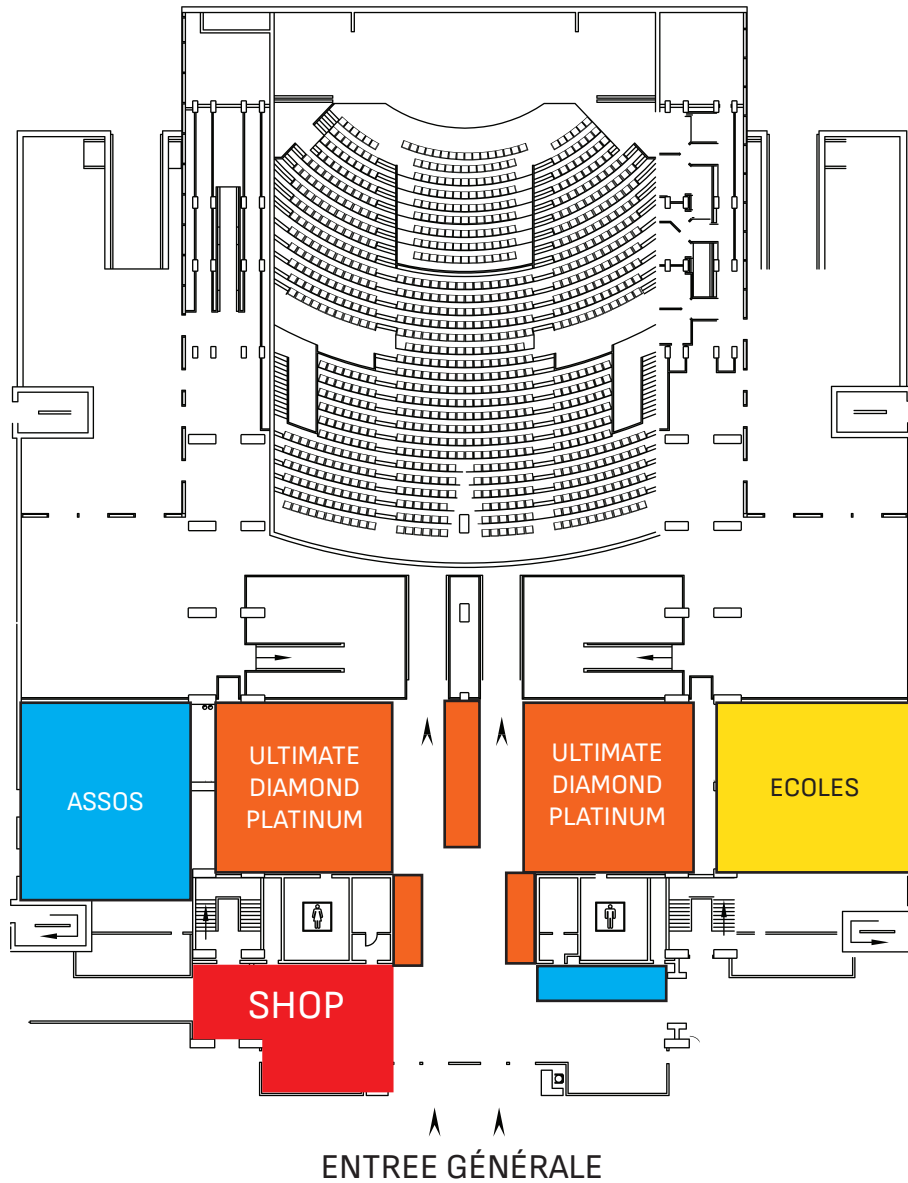 ASSOS
ULTIMATE
DIAMOND
PLATINUM
ULTIMATE
DIAMOND
PLATINUM
ECOLES
SHOP
ENTREE GÉNÉRALE